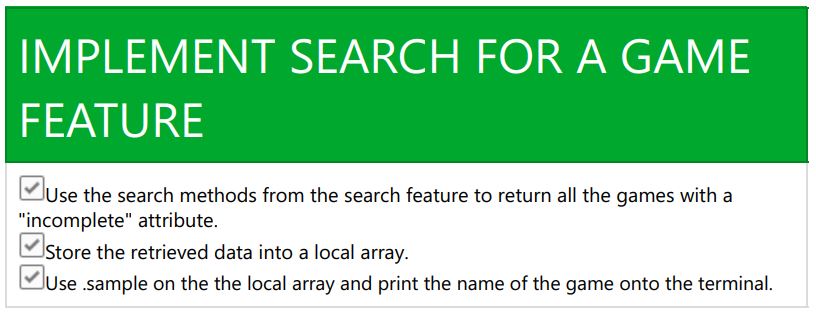 IMPLEMENT SEARCH FOR A GAME
FEATURE
Use the search methods from the search feature to return all the games with a
"incomplete" attribute.
Store the retrieved data into a local array.
Use .sample on the the local array and print the name of the game onto the terminal.